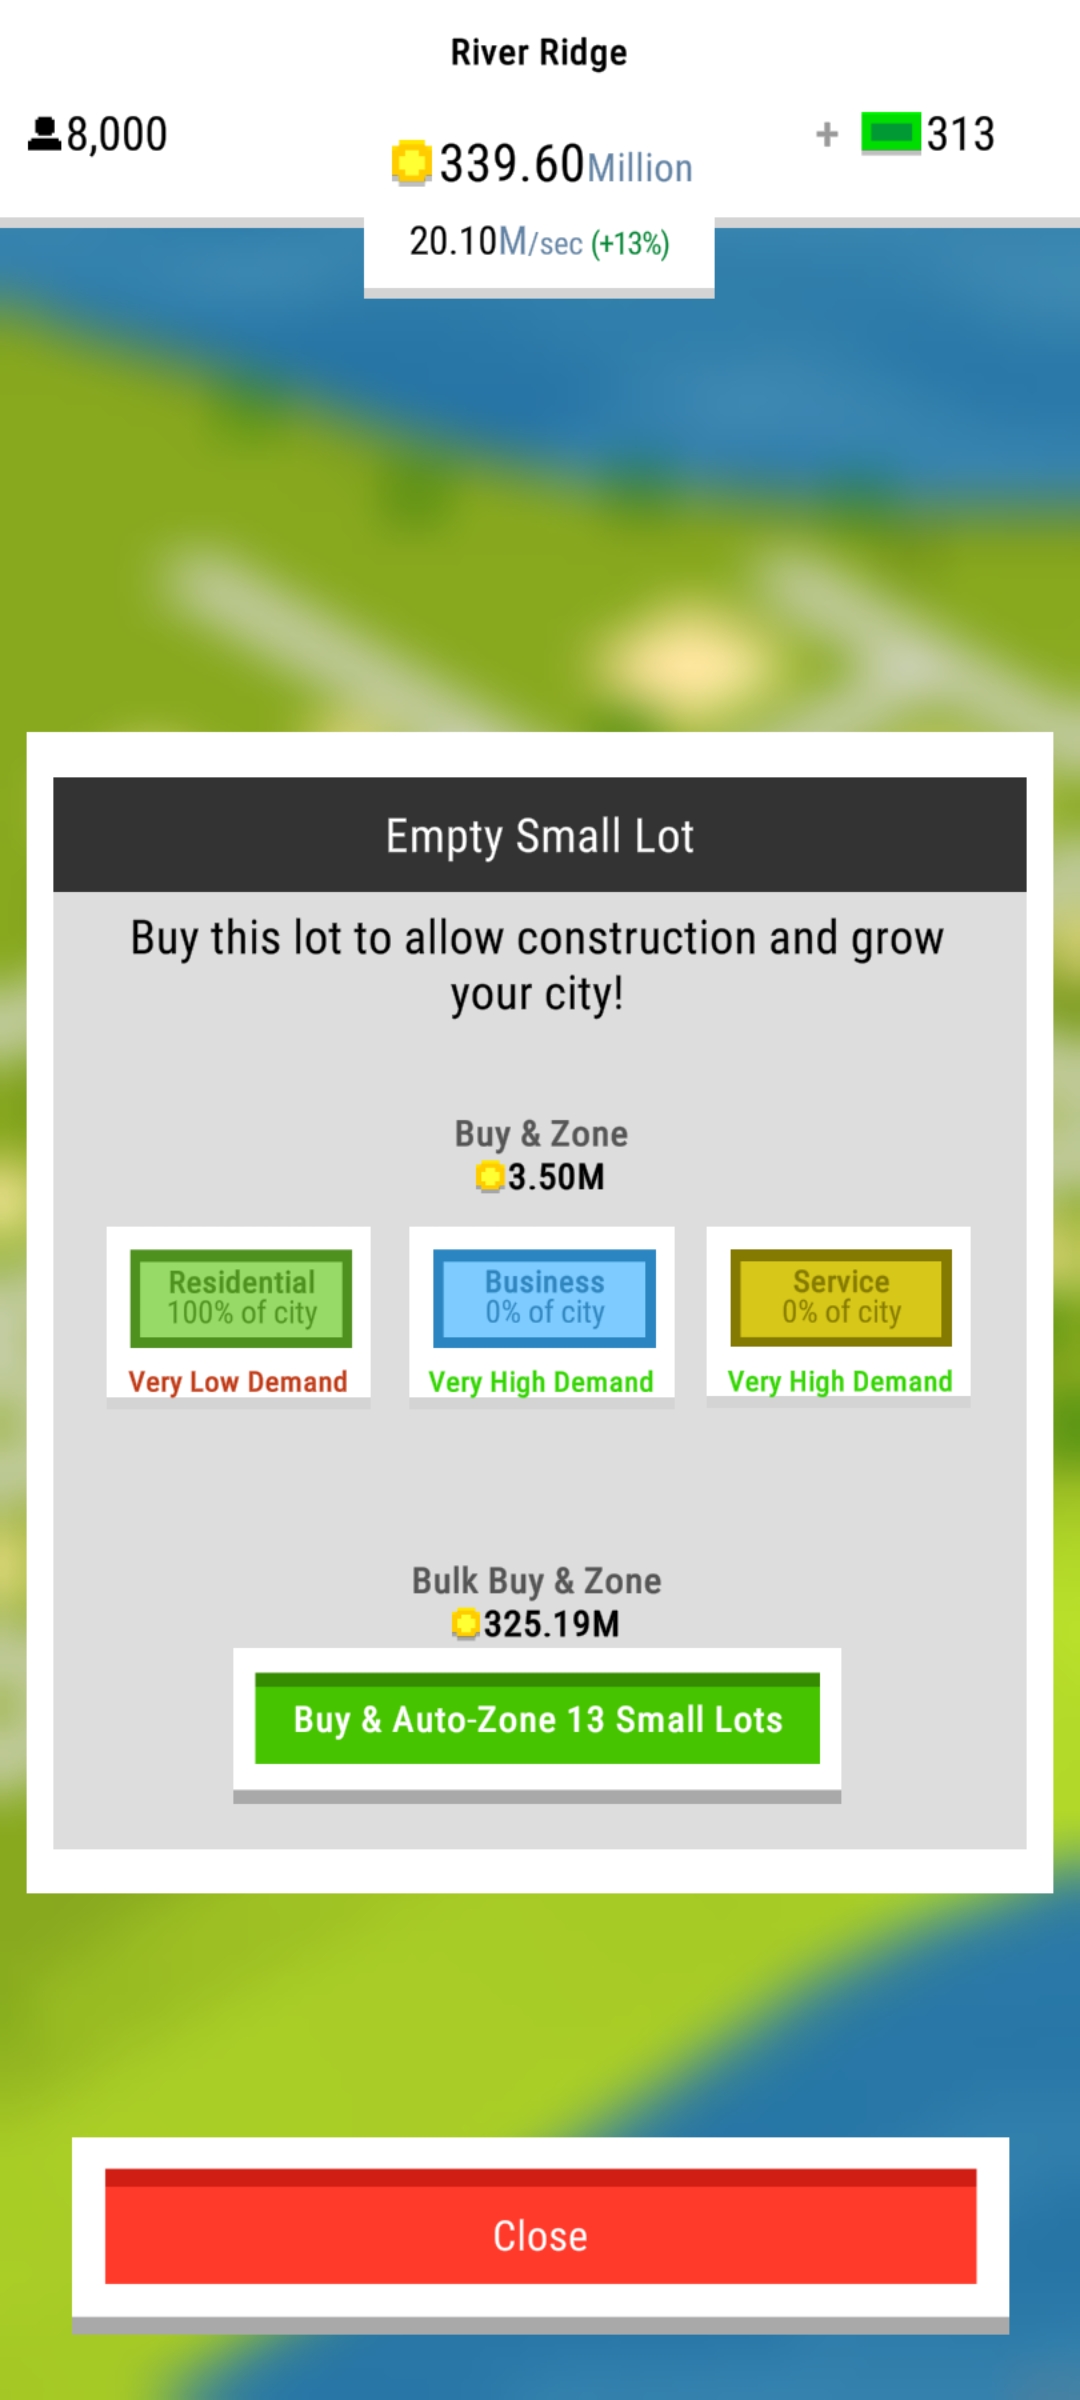 River Ridge
8,000
339.60Million
+ 313
20.10M/sec (+13%)
Empty Small Lot
Buy this lot to allow construction and grow
your city!
Buy & Zone
3.50M
Residential
100% of city
Very Low Demand
Business
0% of city
Very High Demand
Service
0% of city
Very High Demand
Bulk Buy & Zone
325.19M
Buy & Auto-Zone 13 Small Lots
Close